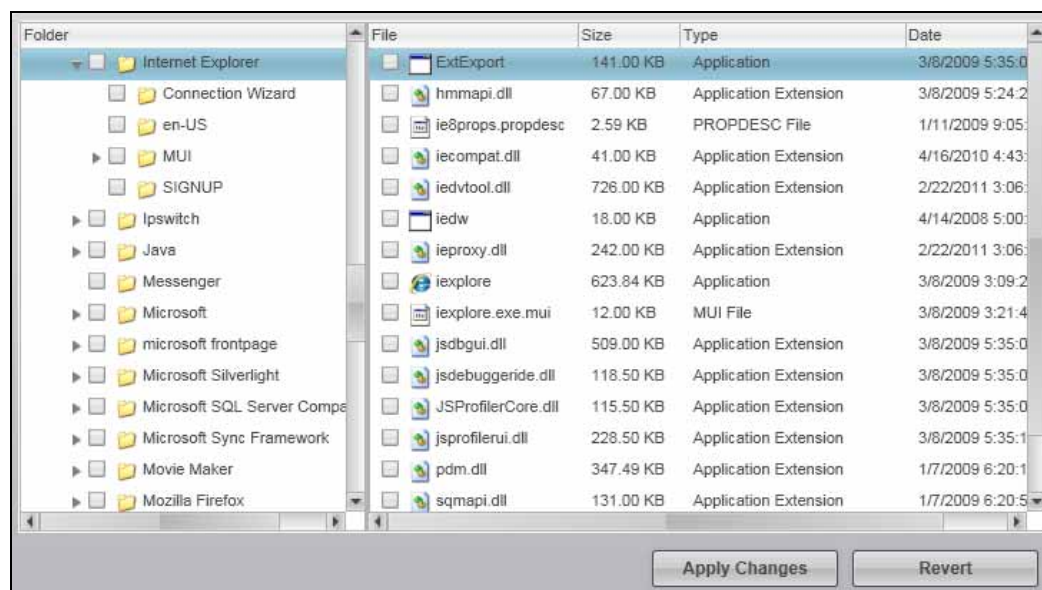 Folder File Size Type Date
Internet Explorer ExtExport 141.00 KB Application 3/8/2009 5:35:0
Connection Wizard hmmapi.dll 67.00 KB Application Extension 3/8/2009 5:24:2
en-US ie8props.propdesc 2.59 KB PROPDESC File 1/11/2009 9:05:
MUI iecompat.dll 41.00 KB Application Extension 4/16/2010 4:43:
SIGNUP iedvtool.dll 726.00 KB Application Extension 2/22/2011 3:06:
Ipswitch iedw 18.00 KB Application 4/14/2008 5:00:
Java ieproxy.dll 242.00 KB Application Extension 2/22/2011 3:06:
Messenger iexplore 623.84 KB Application 3/8/2009 3:09:2
Microsoft iexplore.exe.mui 12.00 KB MUI File 3/8/2009 3:21:4
microsoft frontpage jsdbgui.dll 509.00 KB Application Extension 3/8/2009 5:35:0
Microsoft Silverlight jsdebuggeride.dll 118.50 KB Application Extension 3/8/2009 5:35:0
Microsoft SQL Server Compa JSProfilerCore.dll 115.50 KB Application Extension 3/8/2009 5:35:0
Microsoft Sync Framework jsprofilerui.dll 228.50 KB Application Extension 3/8/2009 5:35:1
Movie Maker pdm.dll 347.49 KB Application Extension 1/7/2009 6:20:1
Mozilla Firefox sqmapi.dll 131.00 KB Application Extension 1/7/2009 6:20:5
Apply Changes Revert